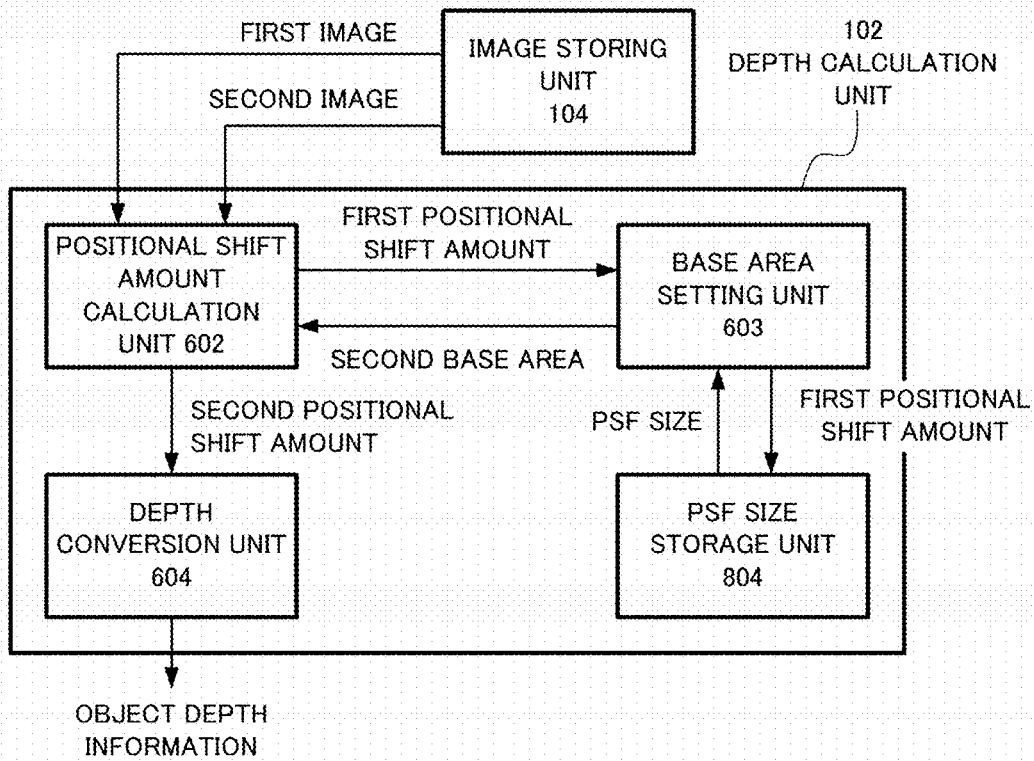 FIRST IMAGE
SECOND IMAGE
IMAGE STORING
UNIT
104
102
DEPTH CALCULATION
UNIT
POSITIONAL SHIFT
AMOUNT
CALCULATION
UNIT 602
FIRST POSITIONAL
SHIFT AMOUNT
BASE AREA
SETTING UNIT
603
SECOND BASE AREA
SECOND POSITIONAL
SHIFT AMOUNT
PSF SIZE
FIRST POSITIONAL
SHIFT AMOUNT
DEPTH
CONVERSION UNIT
604
PSF SIZE
STORAGE UNIT
804
OBJECT DEPTH
INFORMATION